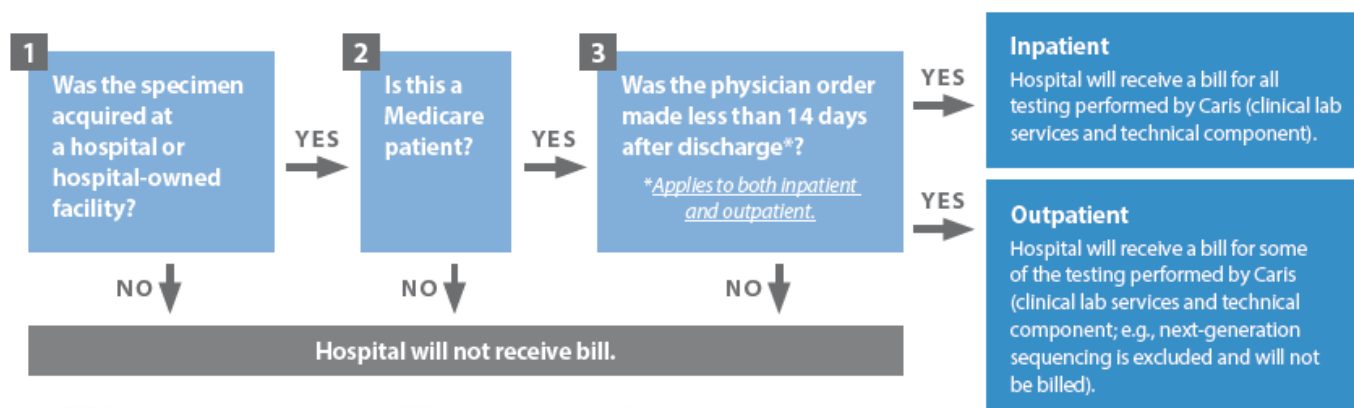 1
Was the specimen
acquired at
a hospital or
hospital-owned
facility?
YES
NO
2
Is this a
Medicare
patient?
YES
NO
3
Was the physician order
made less than 14 days
after discharge*?
*Applies to both inpatient
and outpatient.
YES
YES
NO
Hospital will not receive bill.
Inpatient
Hospital will receive a bill for all
testing performed by Caris (clinical lab
services and technical component).
Outpatient
Hospital will receive a bill for some
of the testing performed by Caris
(clinical lab services and technical
component; e.g., next-generation
sequencing is excluded and will not
be billed).